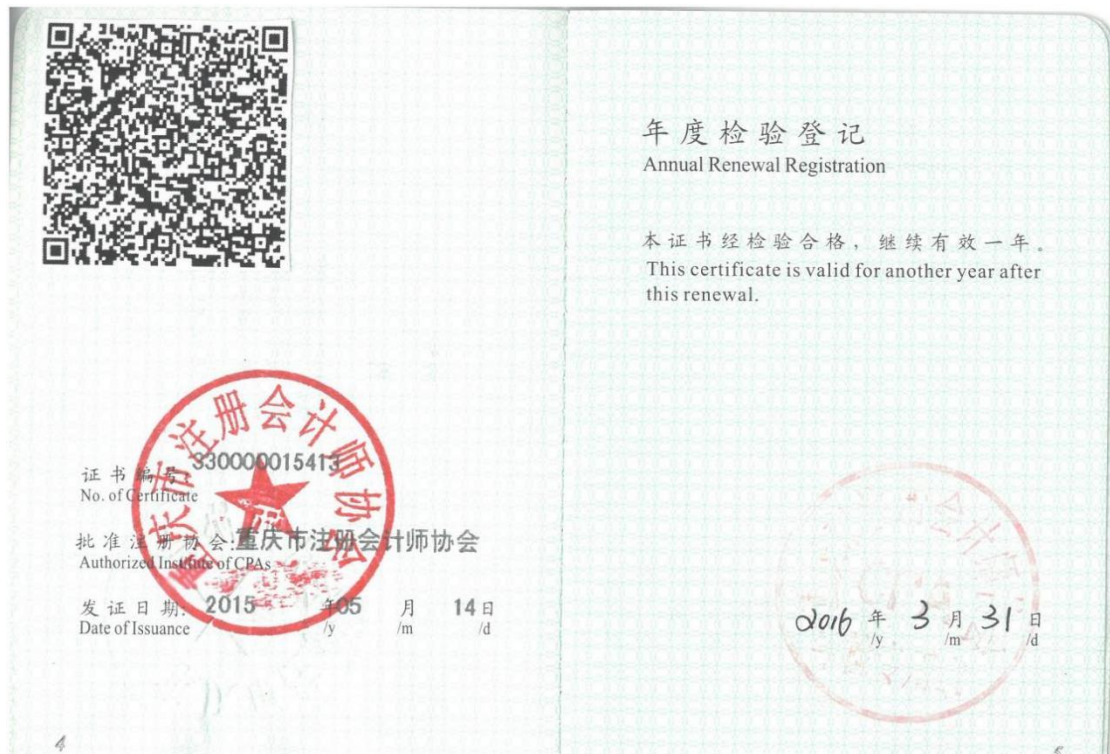 证书编号:
330000015413
No. of Certificate
批准注册协会:重庆市注册会计师协会
Authorized Institute of CPAs
发证日期: 2015 年 05 月 14 日
Date of Issuance /y /m /d
重庆市注册会计师协会
4
年度检验登记
Annual Renewal Registration
本证书经检验合格，继续有效一年。
This certificate is valid for another year after
this renewal.
2016 年 3 月 31 日
/y /m /d